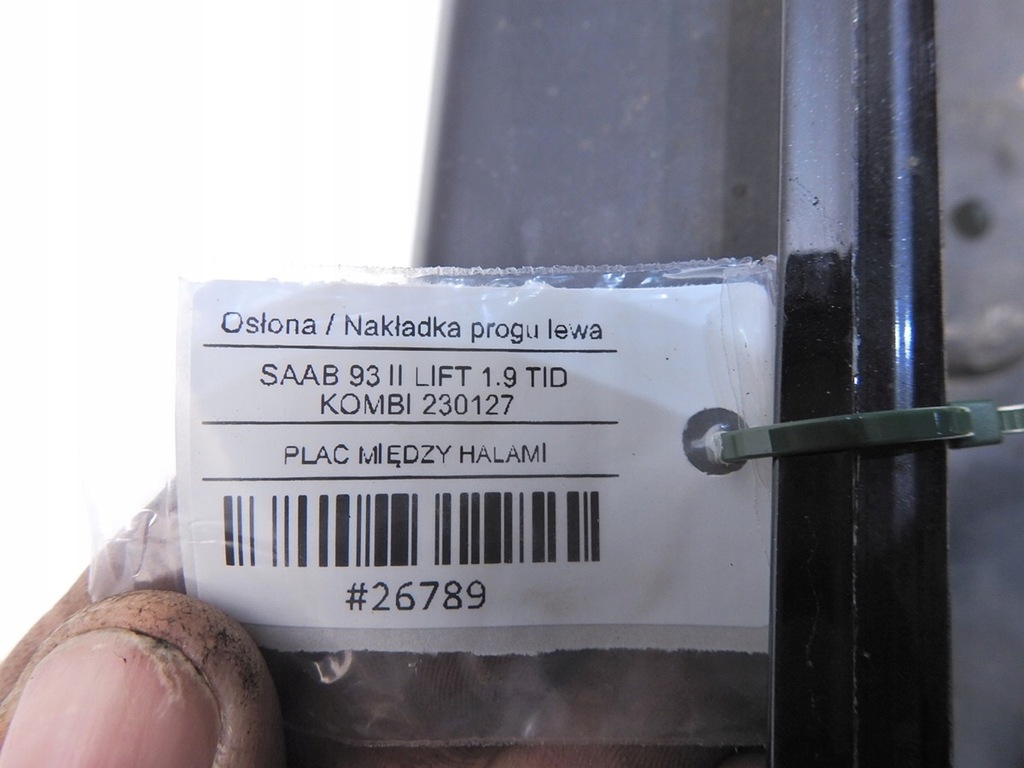 Osłona / Nakładka progu lewa
SAAB 93 II LIFT 1.9 TID
KOMBI 230127
PLAC MIĘDZY HALAMI
#26789